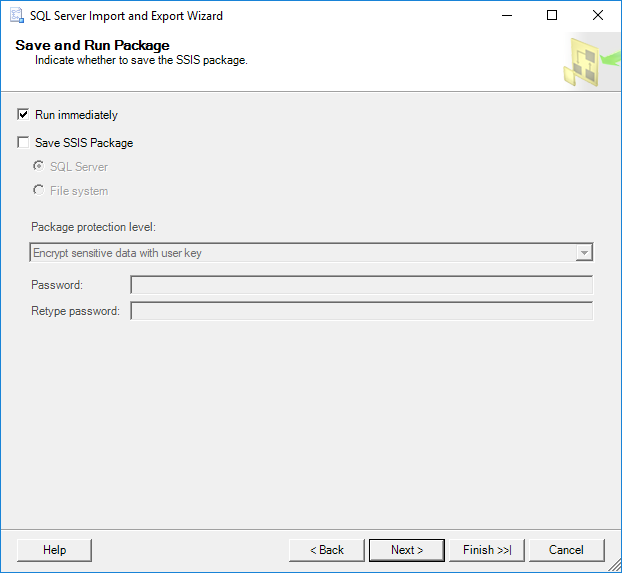 SQL Server Import and Export Wizard
Save and Run Package
Indicate whether to save the SSIS package.
Run immediately
Save SSIS Package
SQL Server
File system
Package protection level:
Encrypt sensitive data with user key
Password:
Retype password:
Help
< Back
Next >
Finish >>|
Cancel